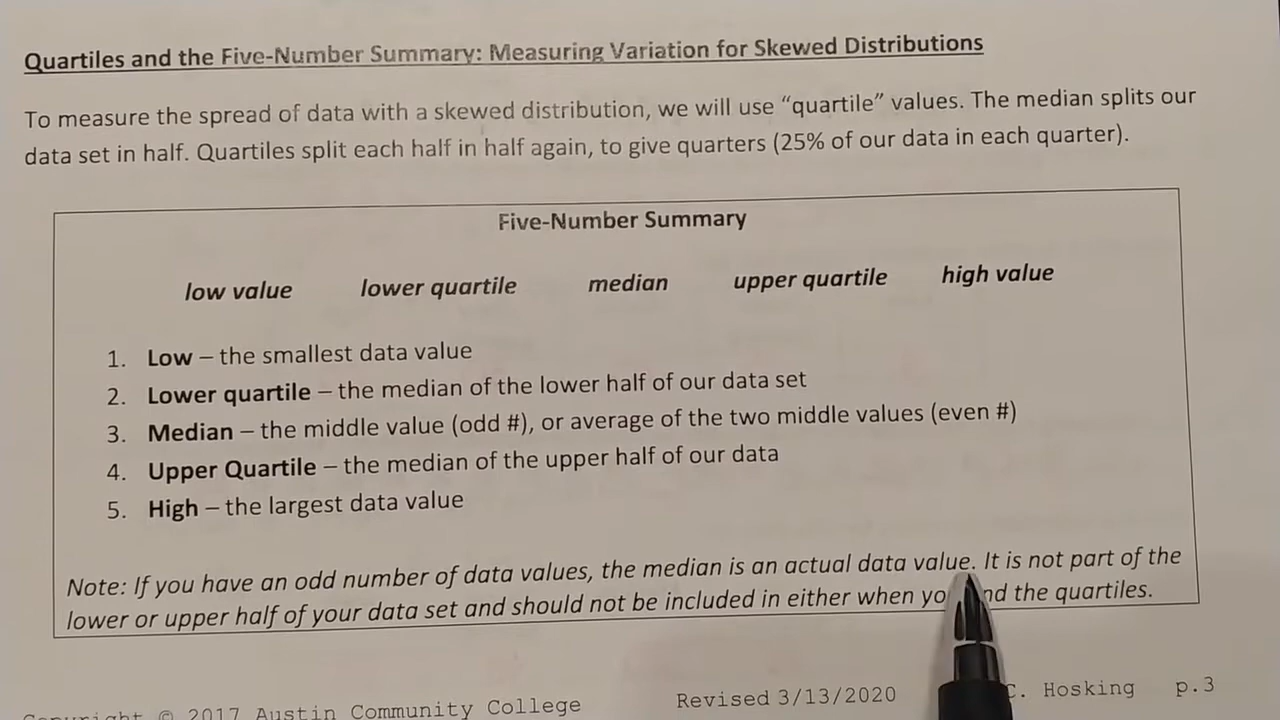 Quartiles and the Five-Number Summary: Measuring Variation for Skewed Distributions
To measure the spread of data with a skewed distribution, we will use “quartile” values. The median splits our
data set in half. Quartiles split each half in half again, to give quarters (25% of our data in each quarter).
Five-Number Summary
low value lower quartile median upper quartile high value
1. Low – the smallest data value
2. Lower quartile – the median of the lower half of our data set
3. Median – the middle value (odd #), or average of the two middle values (even #)
4. Upper Quartile – the median of the upper half of our data
5. High – the largest data value
Note: If you have an odd number of data values, the median is an actual data value. It is not part of the
lower or upper half of your data set and should not be included in either when the quartiles.
Copyright © 2017 Austin Community College Revised 3/13/2020 C. Hosking p.3